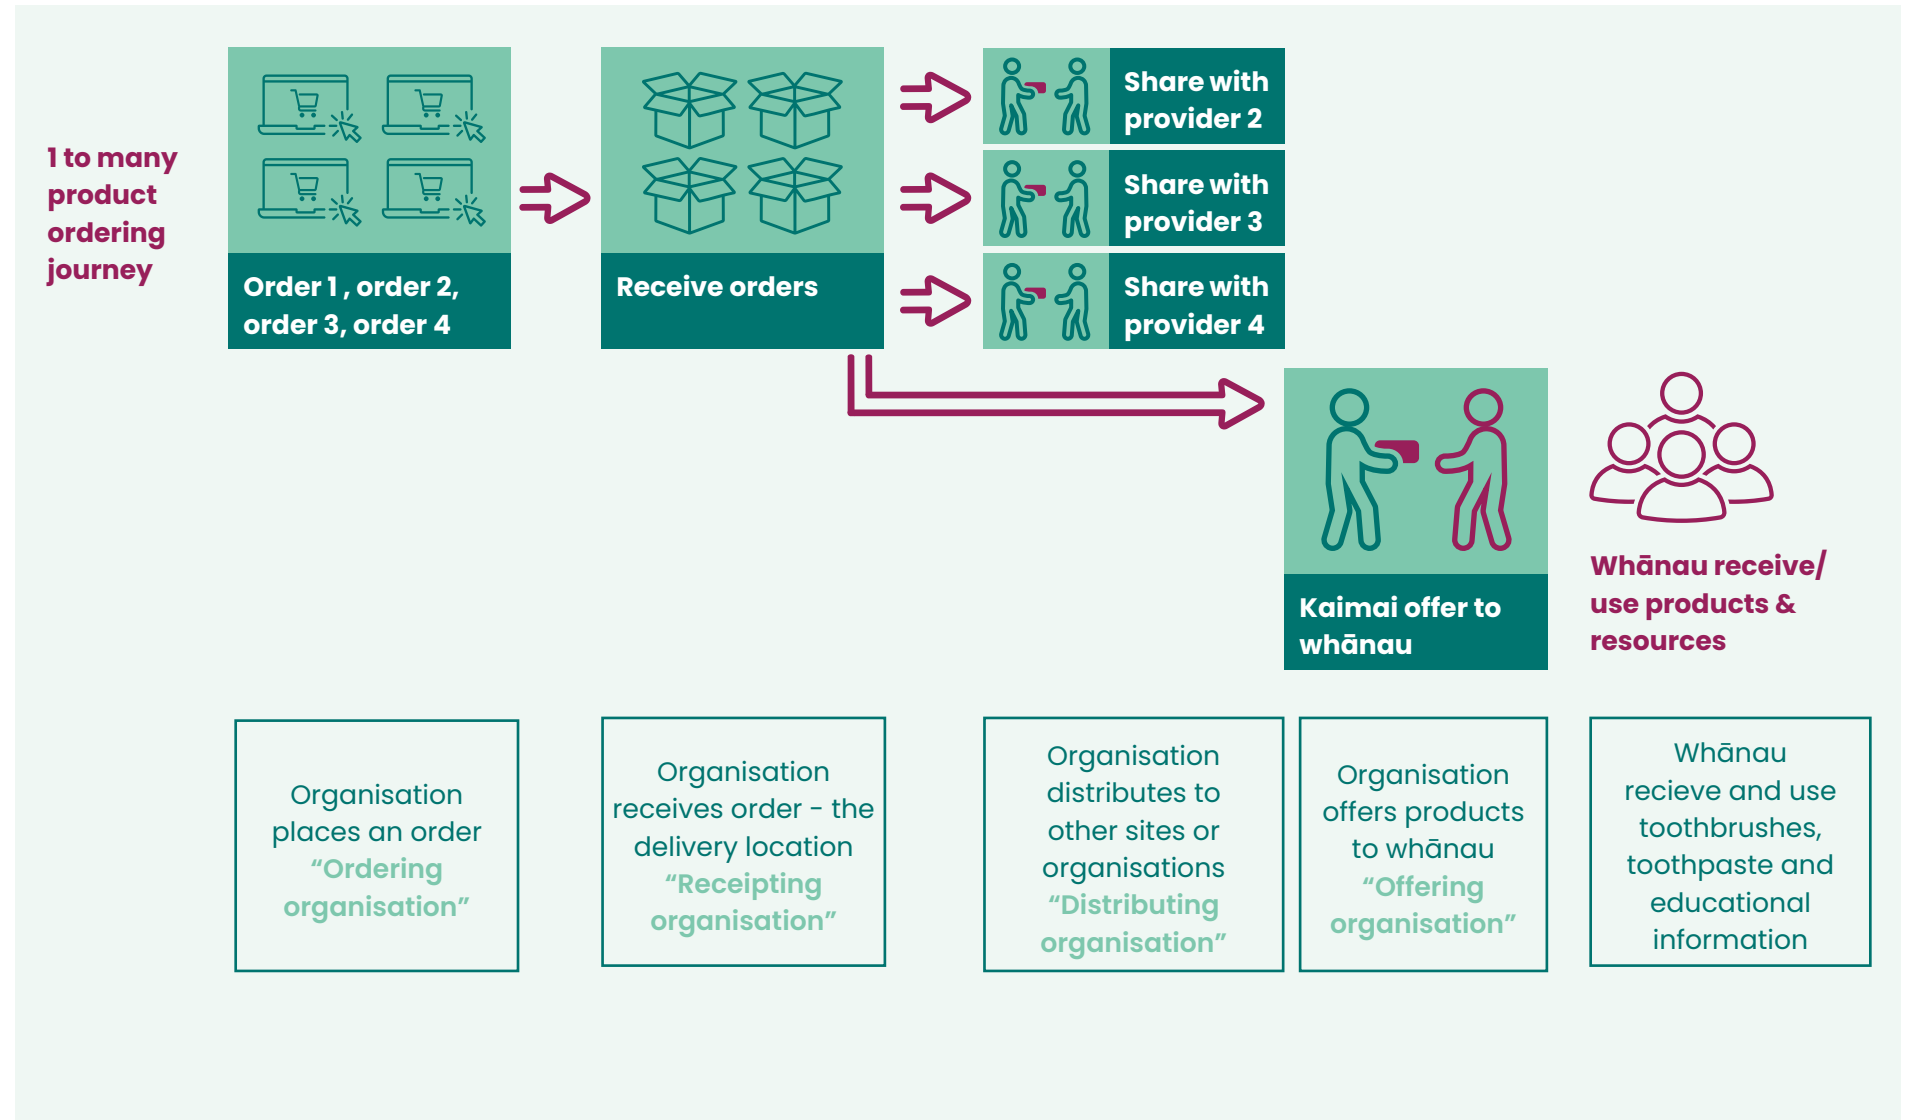 1 to many
product
ordering
journey
Order 1 , order 2,
order 3, order 4
Receive orders
Share with
provider 2
Share with
provider 3
Share with
provider 4
Kaimai offer to
whānau
Whānau receive/
use products &
resources
Organisation
places an order
“Ordering
organisation”
Organisation
receives order - the
delivery location
“Receipting
organisation”
Organisation
distributes to
other sites or
organisations
“Distributing
organisation”
Organisation
offers products
to whānau
“Offering
organisation”
Whānau
recieve and use
toothbrushes,
toothpaste and
educational
information